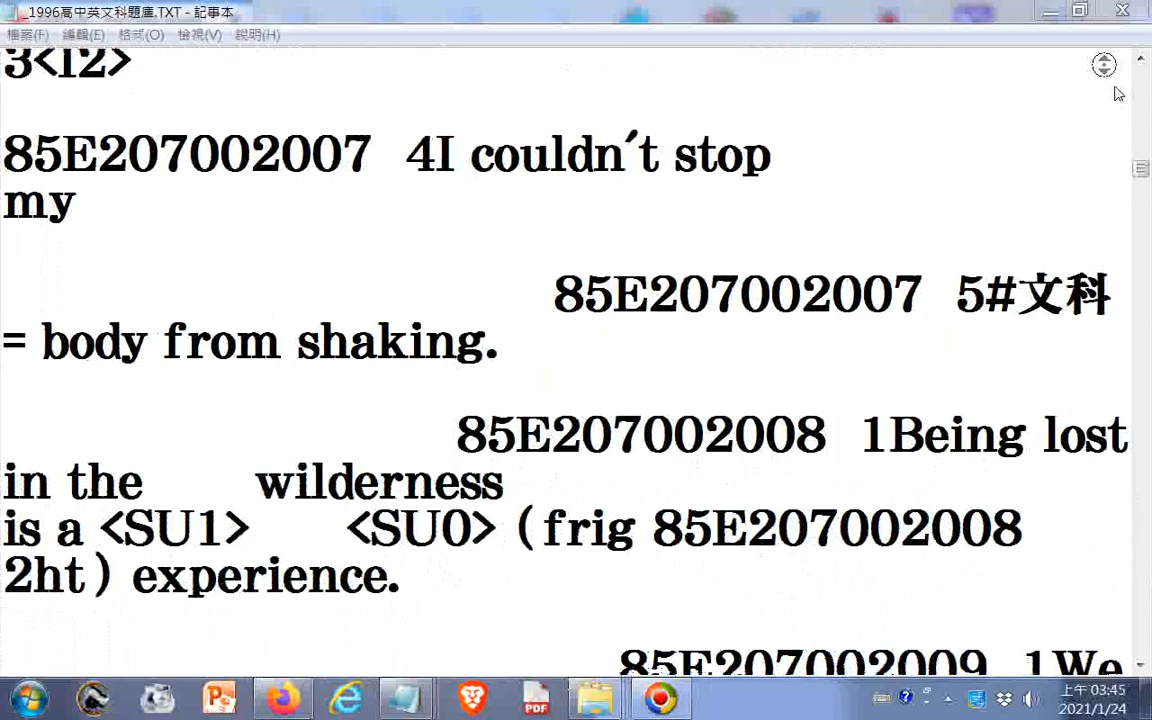 _1996高中英文科題庫.TXT - 記事本
檔案(F) 編輯(E) 格式(O) 檢視(V) 說明(H)
3<I2>
85E207002007 4I couldn't stop
my
85E207002007 5#文科
= body from shaking.
85E207002008 1Being lost
in the wilderness
is a <SU1> <SU0> (frig 85E207002008
2ht) experience.
85E207002009 1We
PDF
上午 03:45
2021/1/24